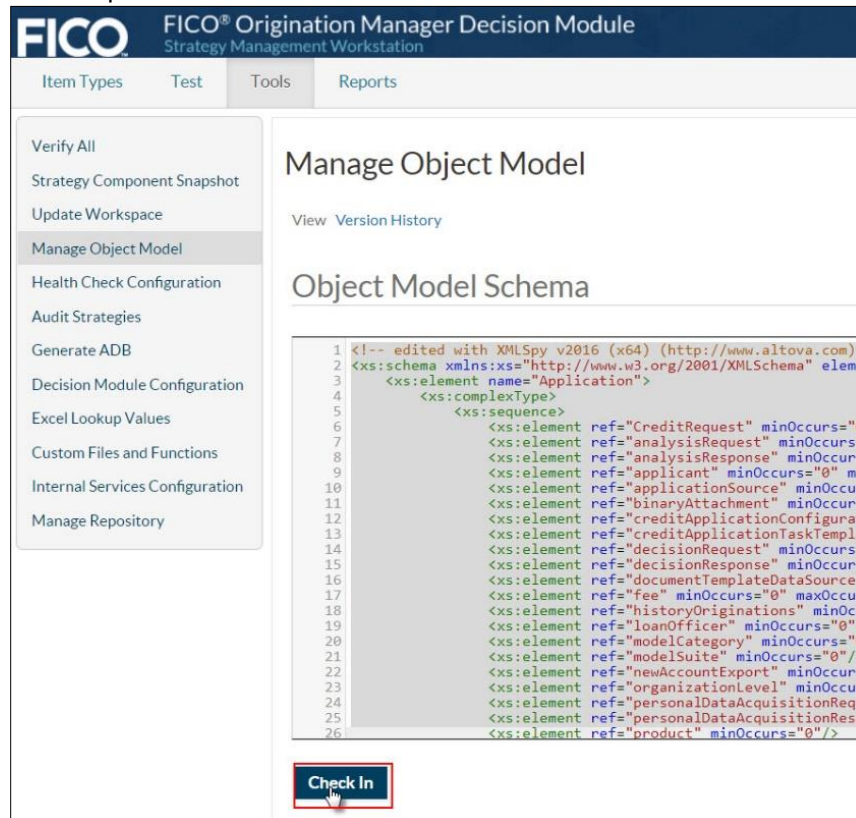 FICO
FICO® Origination Manager Decision Module
Strategy Management Workstation
Item Types Test Tools Reports
Verify All
Strategy Component Snapshot
Update Workspace
Manage Object Model
Health Check Configuration
Audit Strategies
Generate ADB
Decision Module Configuration
Excel Lookup Values
Custom Files and Functions
Internal Services Configuration
Manage Repository
Manage Object Model
View Version History
Object Model Schema
1 <!-- edited with XMLSpy v2016 (x64) (http://www.altova.com)
2 <xs:schema xmlns:xs="http://www.w3.org/2001/XMLSchema" elem
3 <xs:element name="Application">
4 <xs:complexType>
5 <xs:sequence>
6 <xs:element ref="CreditRequest" minOccurs="
7 <xs:element ref="analysisRequest" minOccurs
8 <xs:element ref="analysisResponse" minOccur
9 <xs:element ref="applicant" minOccurs="0" m
10 <xs:element ref="applicationSource" minOccu
11 <xs:element ref="binaryAttachment" minOccur
12 <xs:element ref="creditApplicationConfigura
13 <xs:element ref="creditApplicationTaskTempl
14 <xs:element ref="decisionRequest" minOccurs
15 <xs:element ref="decisionResponse" minOccur
16 <xs:element ref="documentTemplateDataSource
17 <xs:element ref="fee" minOccurs="0" maxOccu
18 <xs:element ref="historyOriginations" minOc
19 <xs:element ref="loanOfficer" minOccurs="0"
20 <xs:element ref="modelCategory" minOccurs="
21 <xs:element ref="modelSuite" minOccurs="0"/
22 <xs:element ref="newAccountExport" minOccur
23 <xs:element ref="organizationLevel" minOccu
24 <xs:element ref="personalDataAcquisitionReq
25 <xs:element ref="personalDataAcquisitionRes
26 <xs:element ref="product" minOccurs="0"/>
Check In